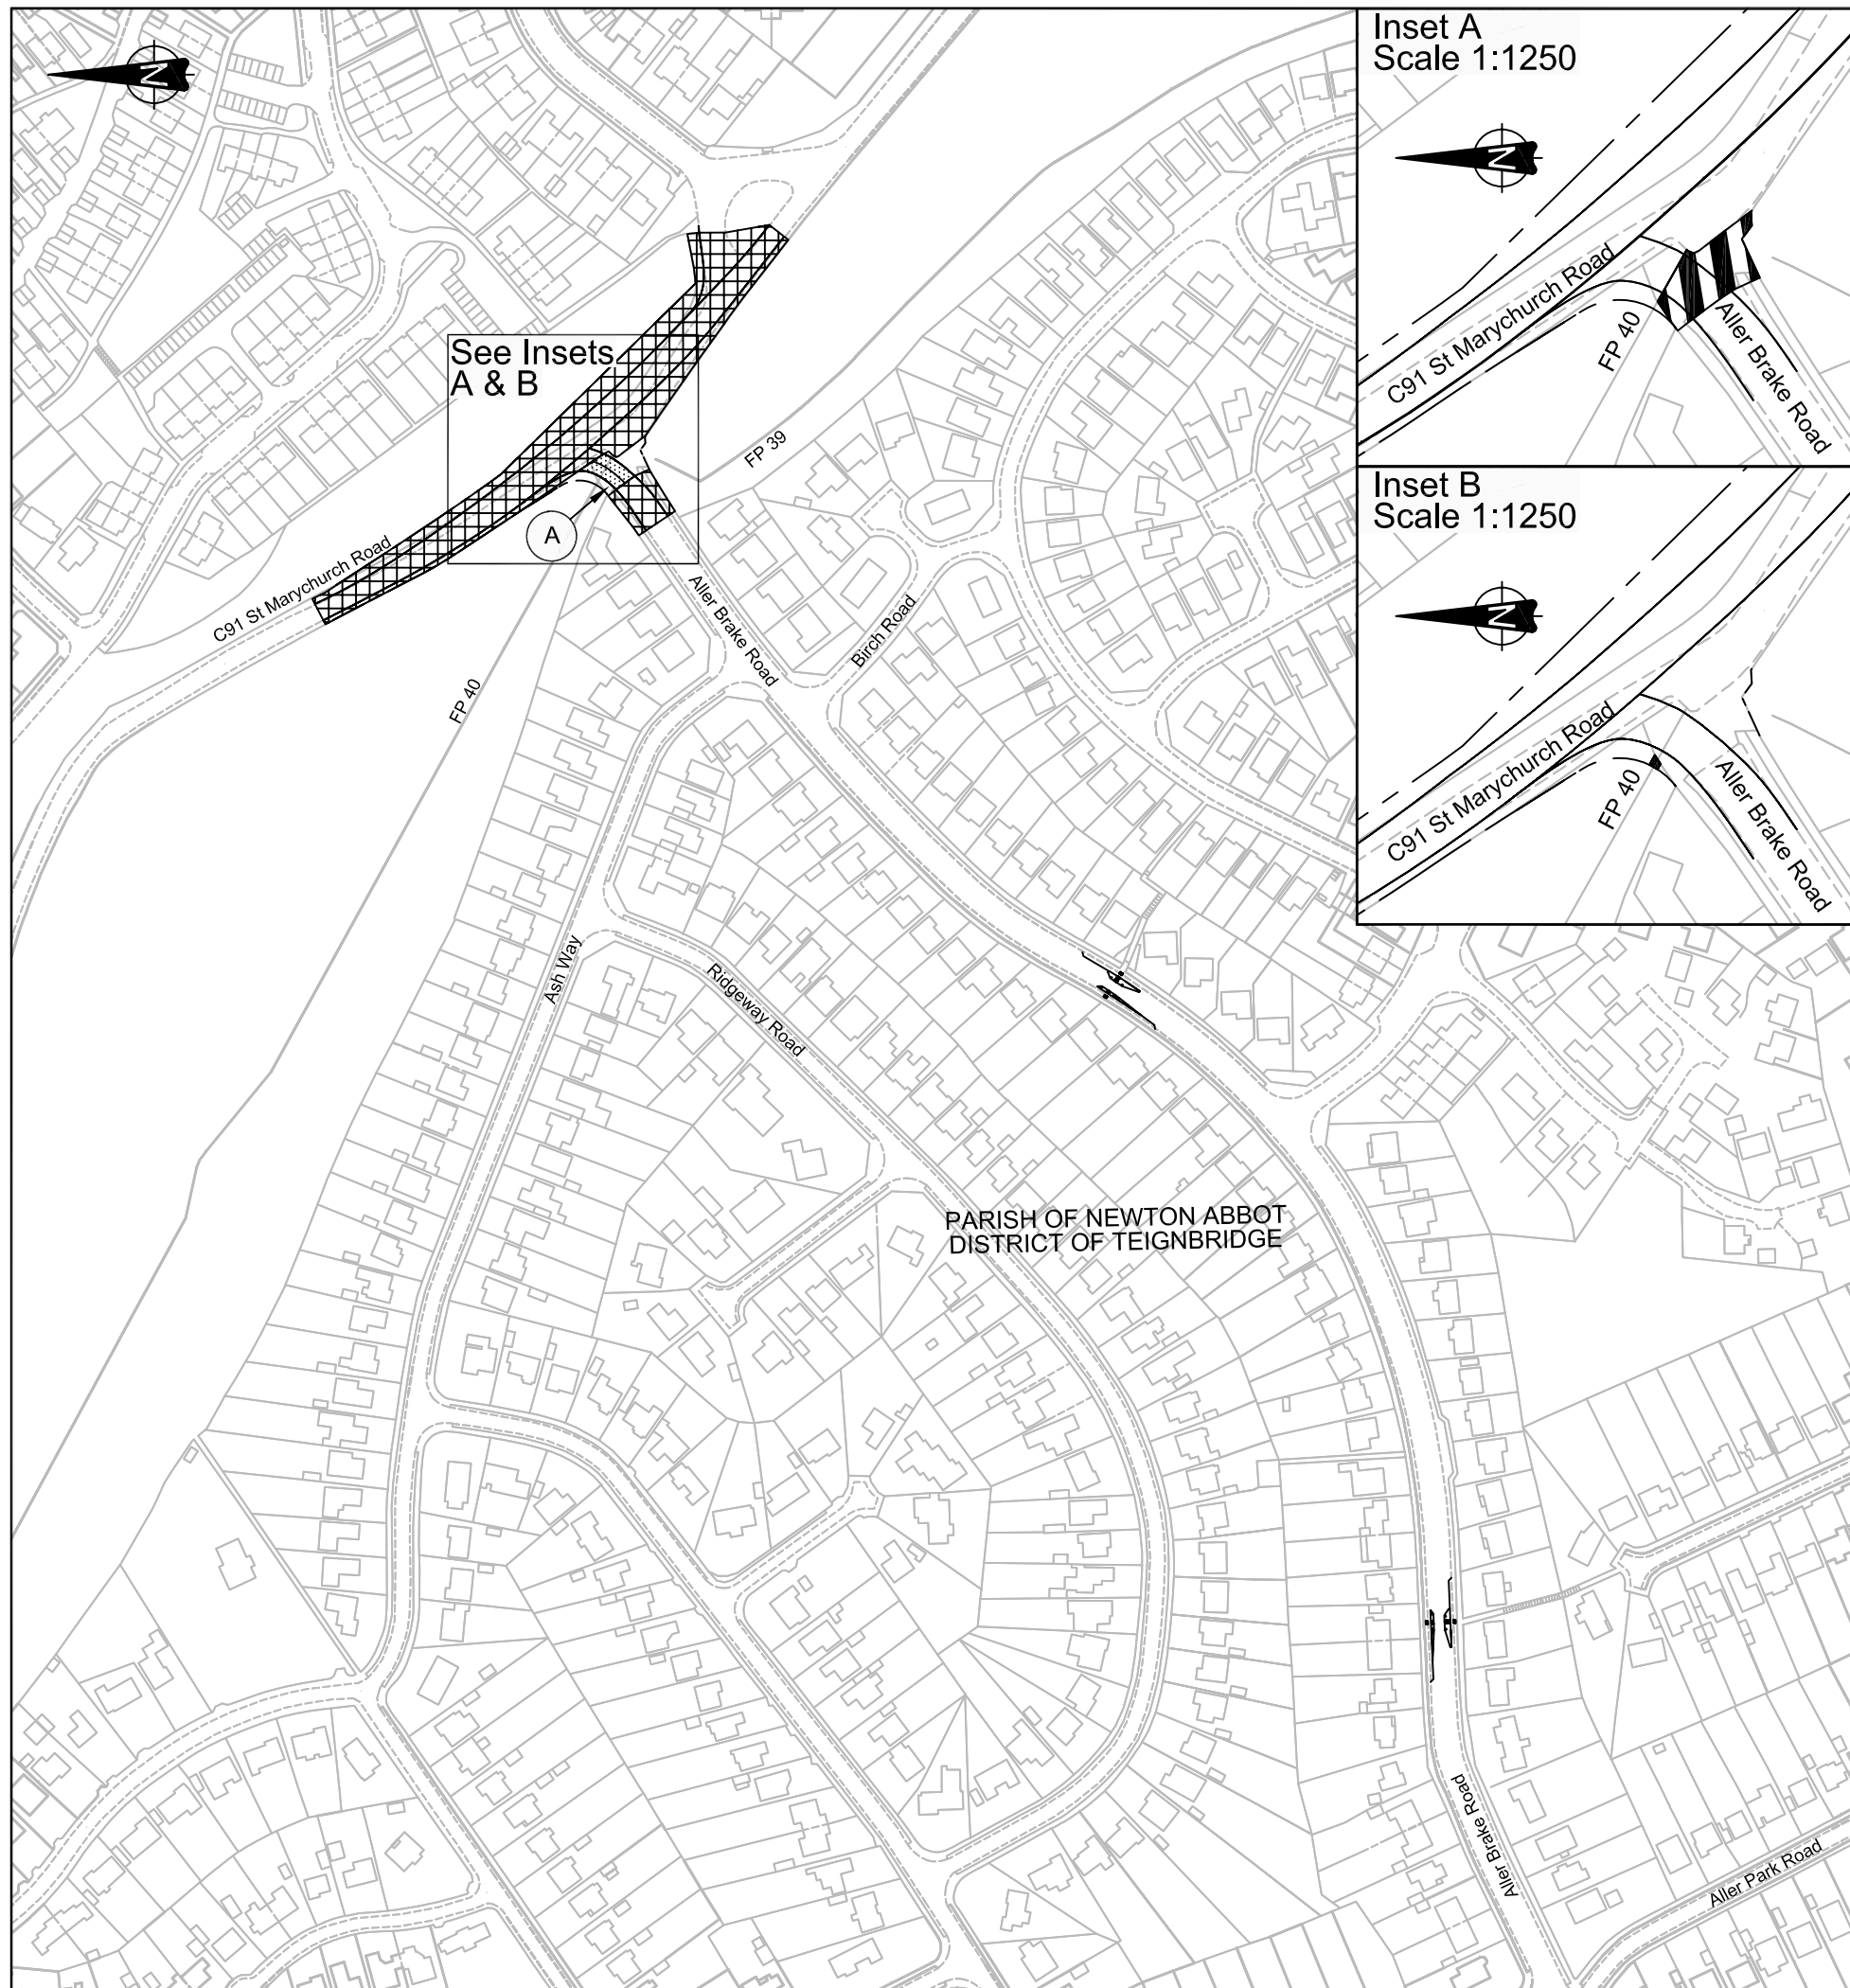 N
See Insets
A & B
A
FP 39
C91 St Marychurch Road
FP 40
Aller Brake Road
Birch Road
Ash Way
Ridgeway Road
PARISH OF NEWTON ABBOT
DISTRICT OF TEIGNBRIDGE
Aller Brake Road
Aller Park Road
Inset A
Scale 1:1250
N
C91 St Marychurch Road
FP 40
Aller Brake Road
Inset B
Scale 1:1250
N
C91 St Marychurch Road
FP 40
Aller Brake Road